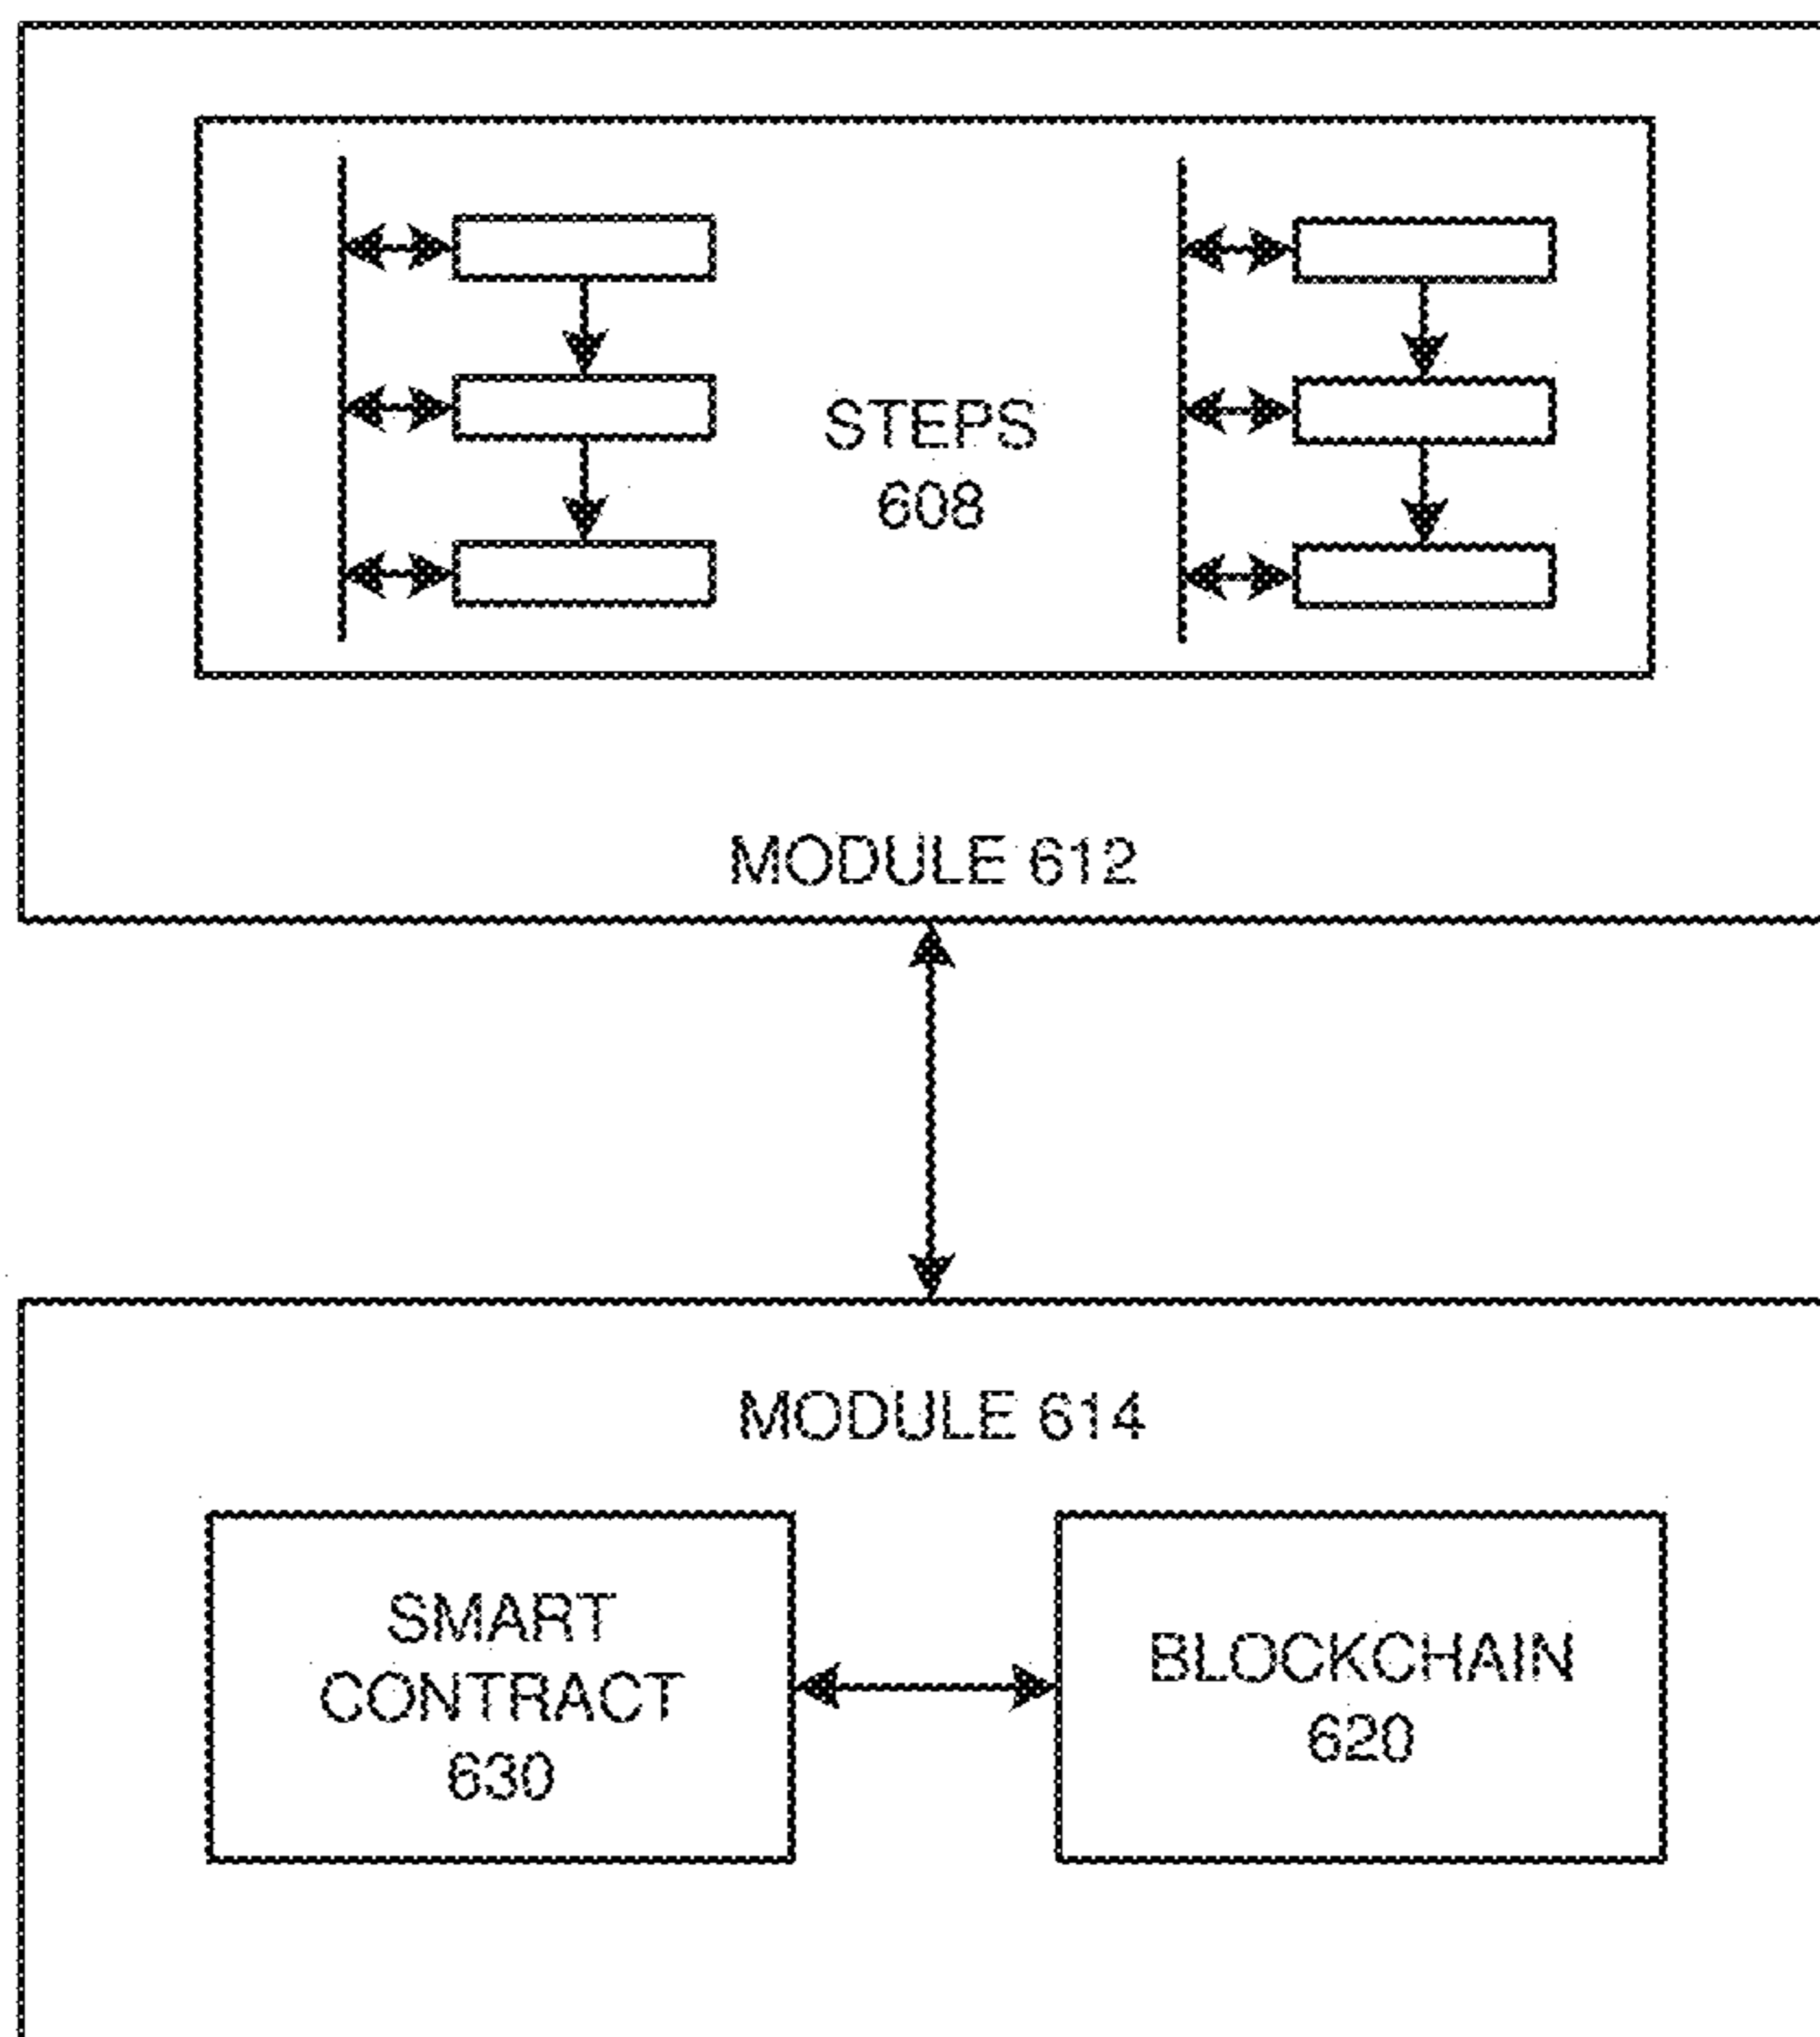 STEPS
608
MODULE 612
MODULE 614
SMART
CONTRACT
630
BLOCKCHAIN
620